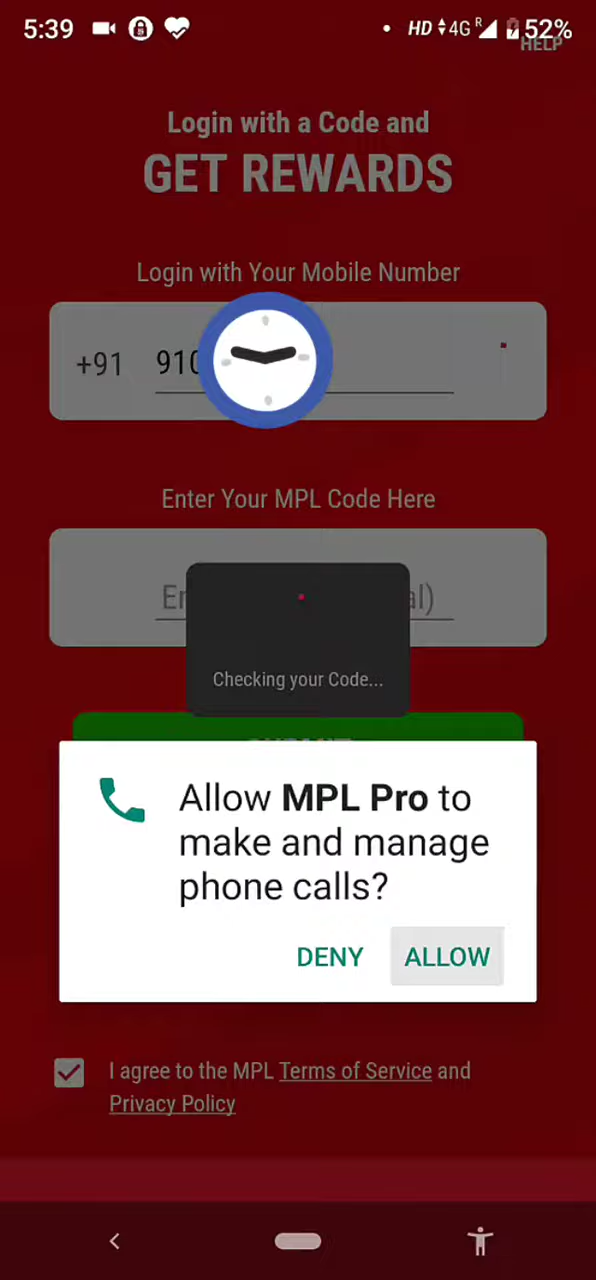 5:39 HD 4G R 52%
HELP
Login with a Code and
GET REWARDS
Login with Your Mobile Number
+91 910
Enter Your MPL Code Here
al)
Checking your Code...
Allow MPL Pro to
make and manage
phone calls?
DENY ALLOW
I agree to the MPL Terms of Service and
Privacy Policy